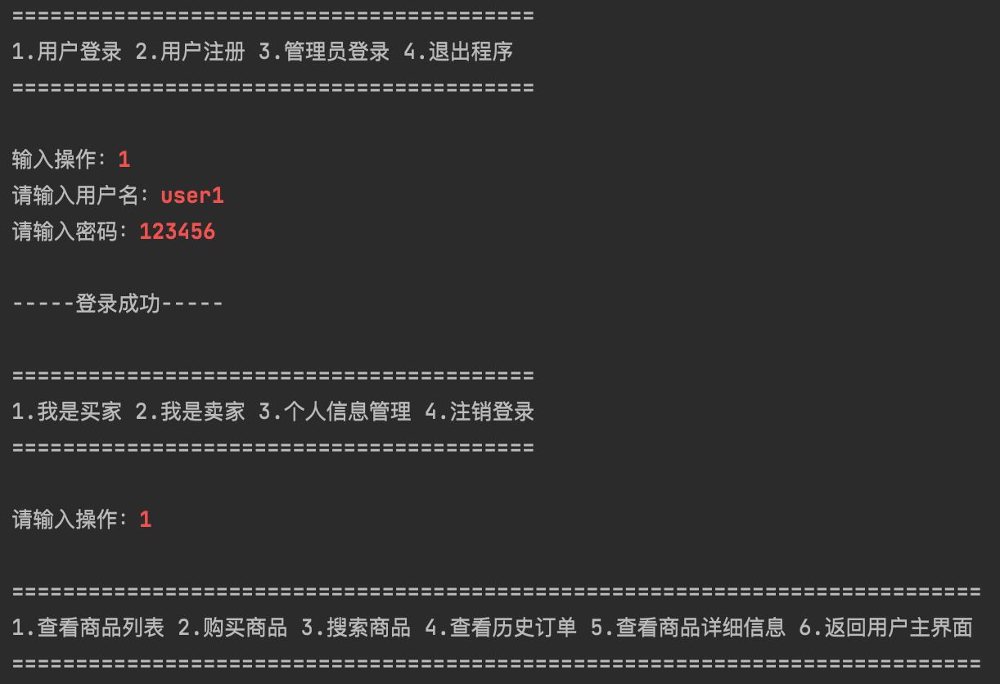 =========================================
1.用户登录 2.用户注册 3.管理员登录 4.退出程序
=========================================
输入操作：1
请输入用户名：user1
请输入密码：123456
-----登录成功-----
=========================================
1.我是买家 2.我是卖家 3.个人信息管理 4.注销登录
=========================================
请输入操作：1
============================================================================
1.查看商品列表 2.购买商品 3.搜索商品 4.查看历史订单 5.查看商品详细信息 6.返回用户主界面
============================================================================